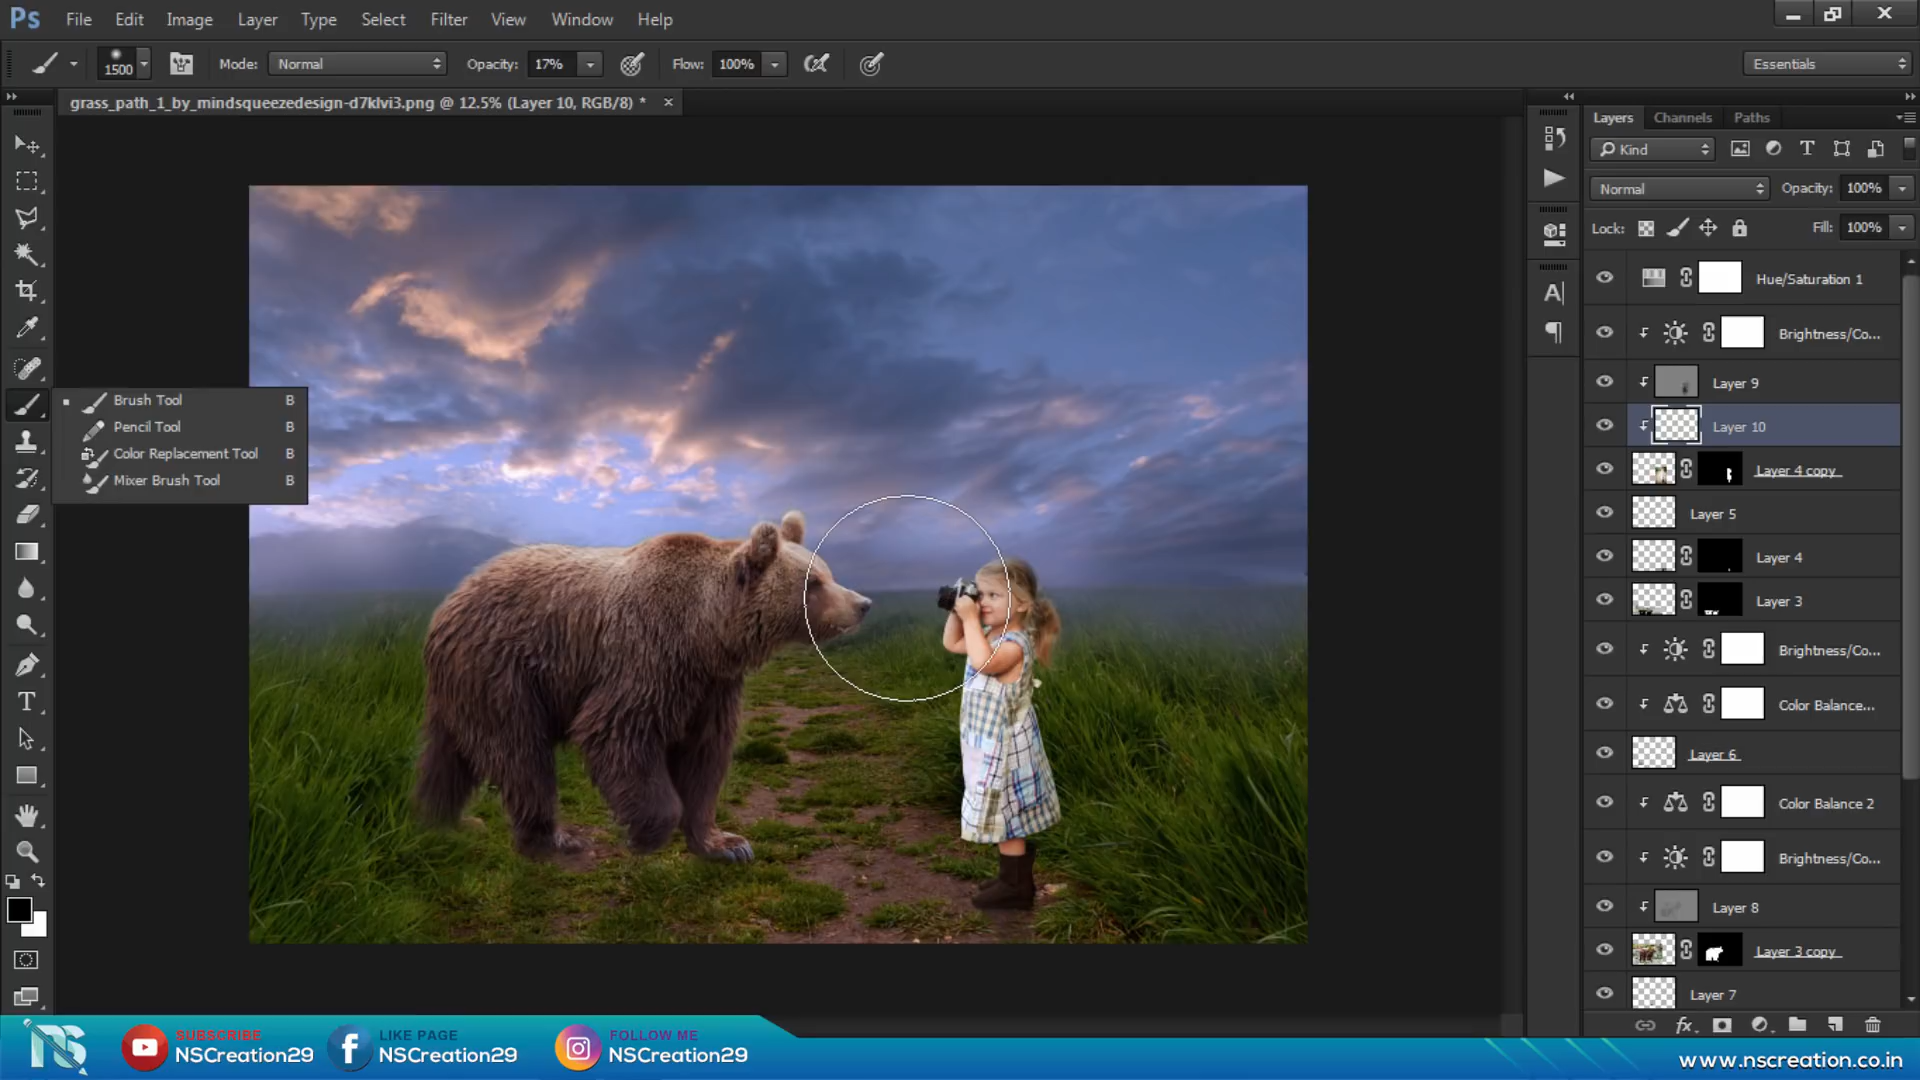 Ps File Edit Image Layer Type Select Filter View Window Help
1500 Mode: Normal Opacity: 17% Flow: 100% Essentials
grass_path_1_by_mindsqueezedesign-d7klvi3.png @ 12.5% (Layer 10, RGB/8) *
Layers Channels Paths
Kind
Normal Opacity: 100%
Lock: Fill: 100%
Hue/Saturation 1
Brightness/Co...
Layer 9
Brush Tool B
Pencil Tool B
Color Replacement Tool B
Mixer Brush Tool B
Layer 10
Layer 4 copy
Layer 5
Layer 4
Layer 3
Brightness/Co...
Color Balance...
Layer 6
Color Balance 2
Brightness/Co...
Layer 8
Layer 3 copy
Layer 7
fx
NS
SUBSCRIBE
NSCreation29
LIKE PAGE
NSCreation29
FOLLOW ME
NSCreation29
www.nscreation.co.in